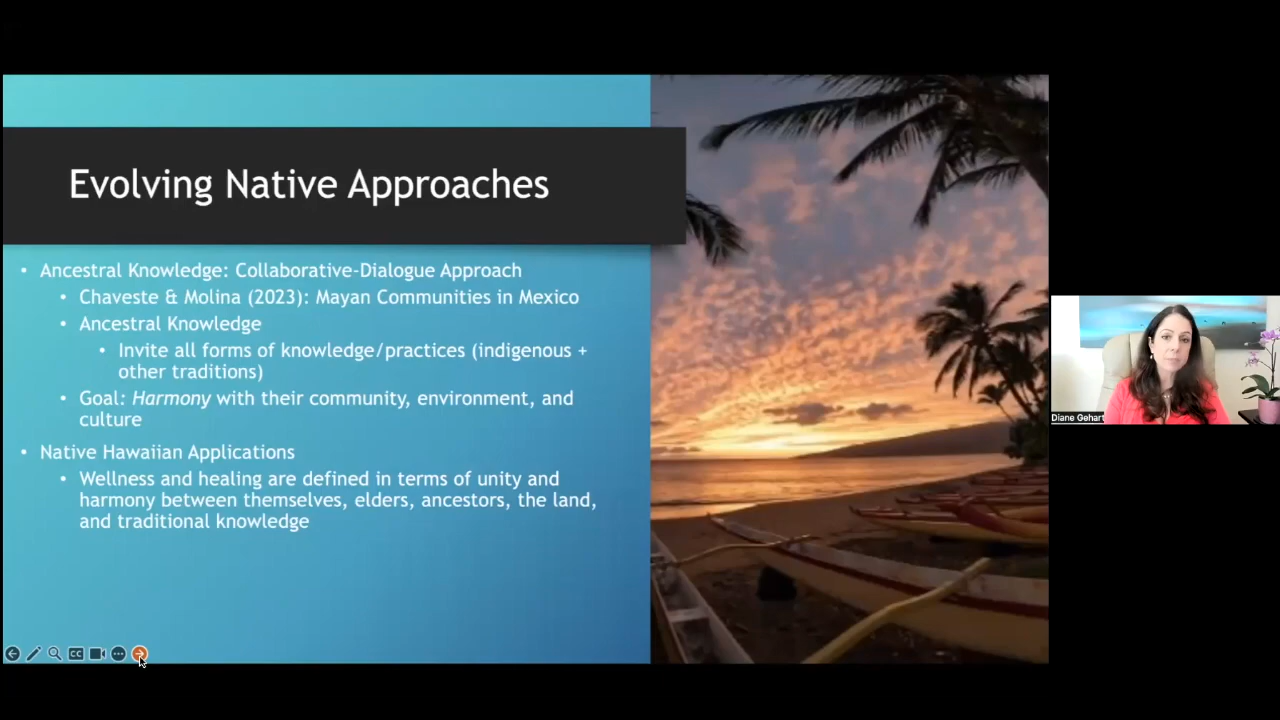 Evolving Native Approaches
• Ancestral Knowledge: Collaborative-Dialogue Approach
• Chaveste & Molina (2023): Mayan Communities in Mexico
• Ancestral Knowledge
• Invite all forms of knowledge/practices (indigenous +
other traditions)
• Goal: Harmony with their community, environment, and
culture
• Native Hawaiian Applications
• Wellness and healing are defined in terms of unity and
harmony between themselves, elders, ancestors, the land,
and traditional knowledge
CC
Diane Gehart